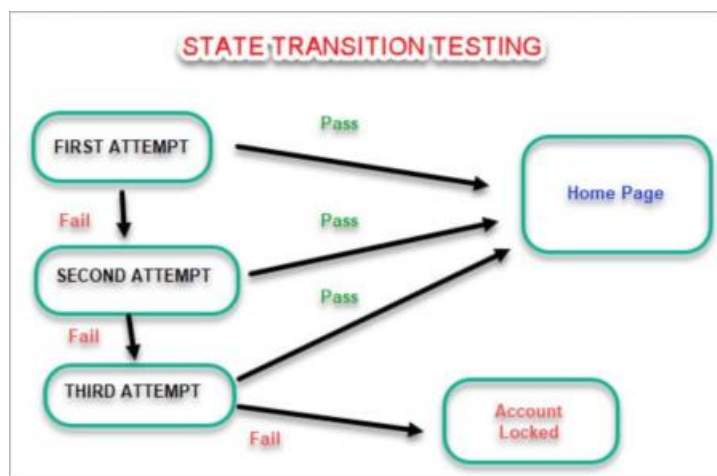 STATE TRANSITION TESTING
Pass
FIRST ATTEMPT
Home Page
Fail
Pass
SECOND ATTEMPT
Pass
Fail
THIRD ATTEMPT
Account
Locked
Fail